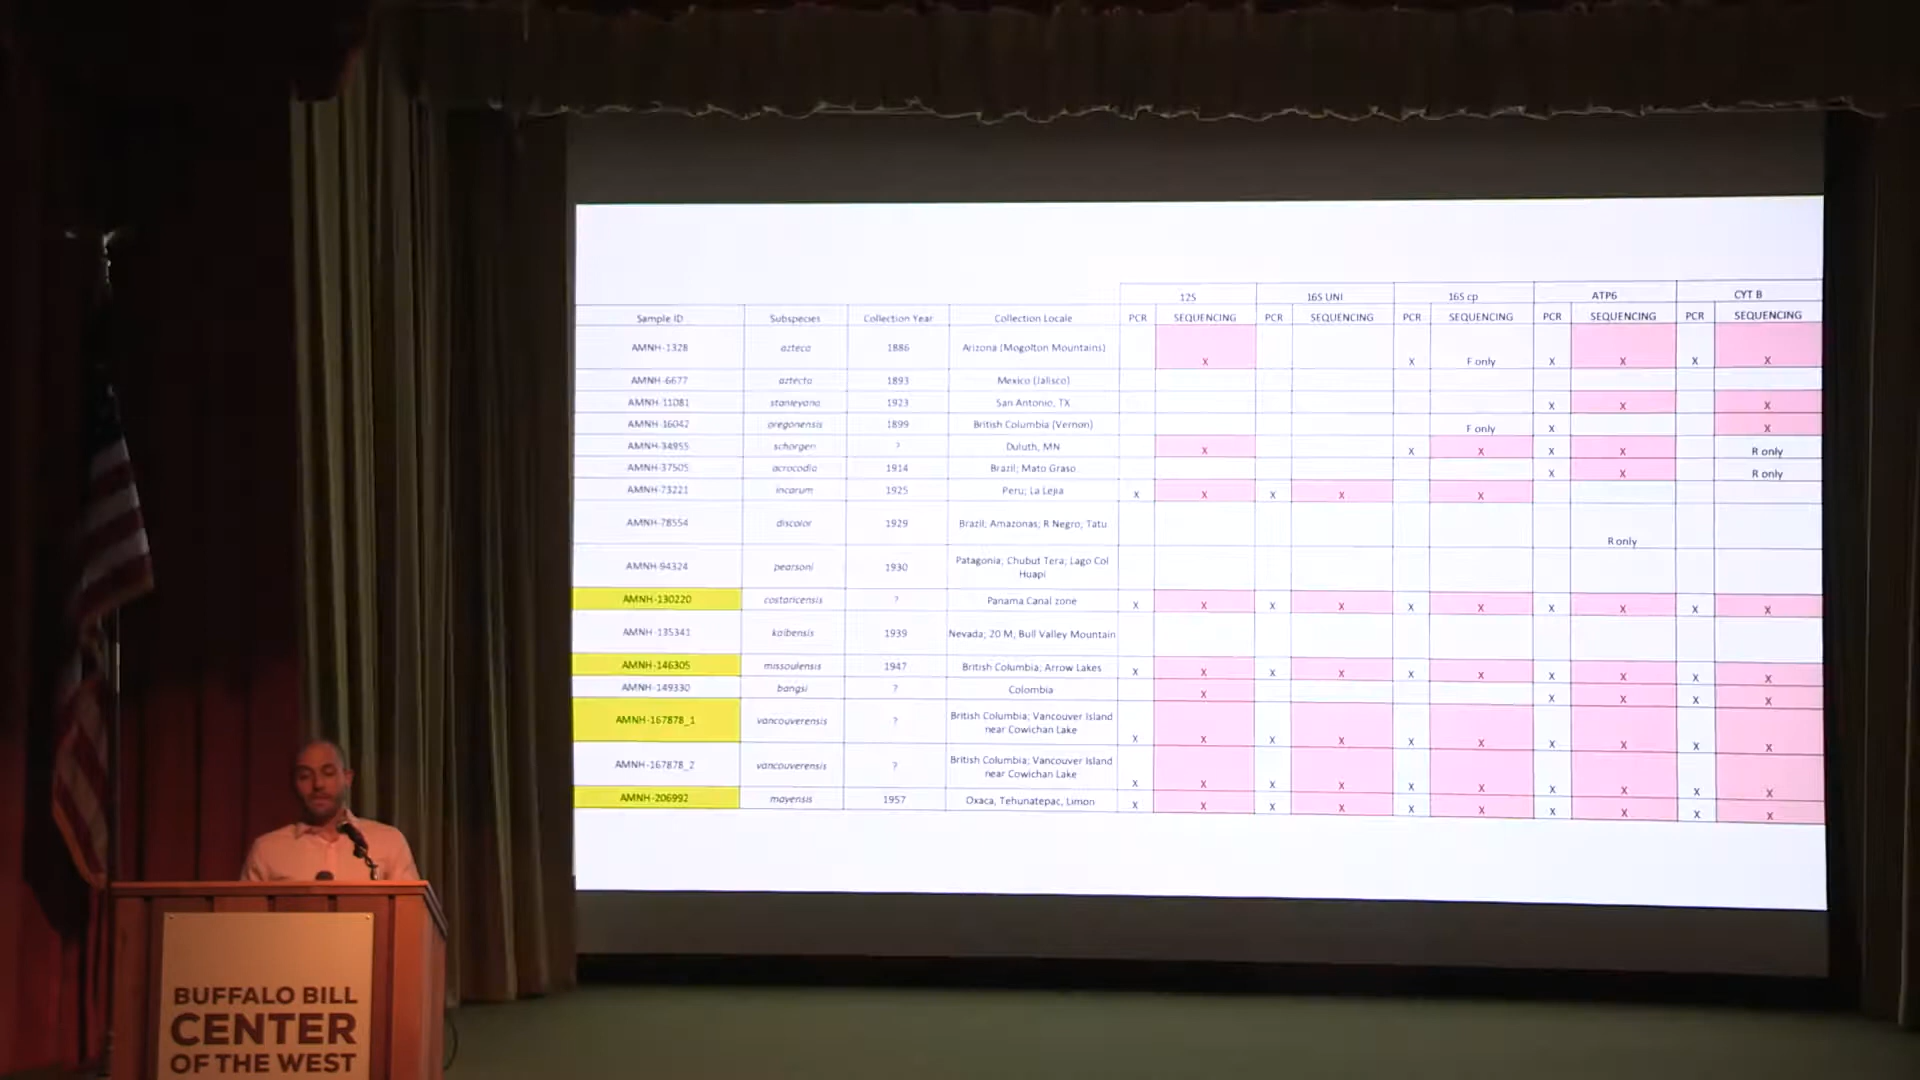 12S 16S UNI 16S cp ATP6 CYT B
Sample ID Subspecies Collection Year Collection Locale PCR SEQUENCING PCR SEQUENCING PCR SEQUENCING PCR SEQUENCING PCR SEQUENCING
AMNH-1328 azteca 1886 Arizona (Mogolton Mountains) X X F only X X X X
AMNH-6677 aztecta 1893 Mexico (Jalisco)
AMNH-11081 stanleyana 1923 San Antonio, TX X X X
AMNH-16042 oregonensis 1899 British Columbia (Vernon) F only X X
AMNH-34955 schorgeri ? Duluth, MN X X X X X R only
AMNH-37505 acrocodia 1914 Brazil; Mato Graso X X R only
AMNH-73221 incarum 1925 Peru; La Lejia X X X X X
AMNH-78554 discolor 1929 Brazil; Amazonas; R Negro; Tatu R only
AMNH-94324 pearsoni 1930 Patagonia; Chubut Tera; Lago Col
Huapi
AMNH-130220 costaricensis ? Panama Canal zone X X X X X X X X X X
AMNH-135341 kaibensis 1939 Nevada; 20 M, Bull Valley Mountain
AMNH-146305 missoulensis 1947 British Columbia; Arrow Lakes X X X X X X X X X X
AMNH-149330 bangsi ? Colombia X X X X X
AMNH-167878_1 vancouverensis ? British Columbia; Vancouver Island
near Cowichan Lake X X X X X X X X X X
AMNH-167878_2 vancouverensis ? British Columbia; Vancouver Island
near Cowichan Lake X X X X X X X X X X
AMNH-206992 mayensis 1957 Oxaca, Tehunatepac, Limon X X X X X X X X X X
BUFFALO BILL
CENTER
OF THE WEST